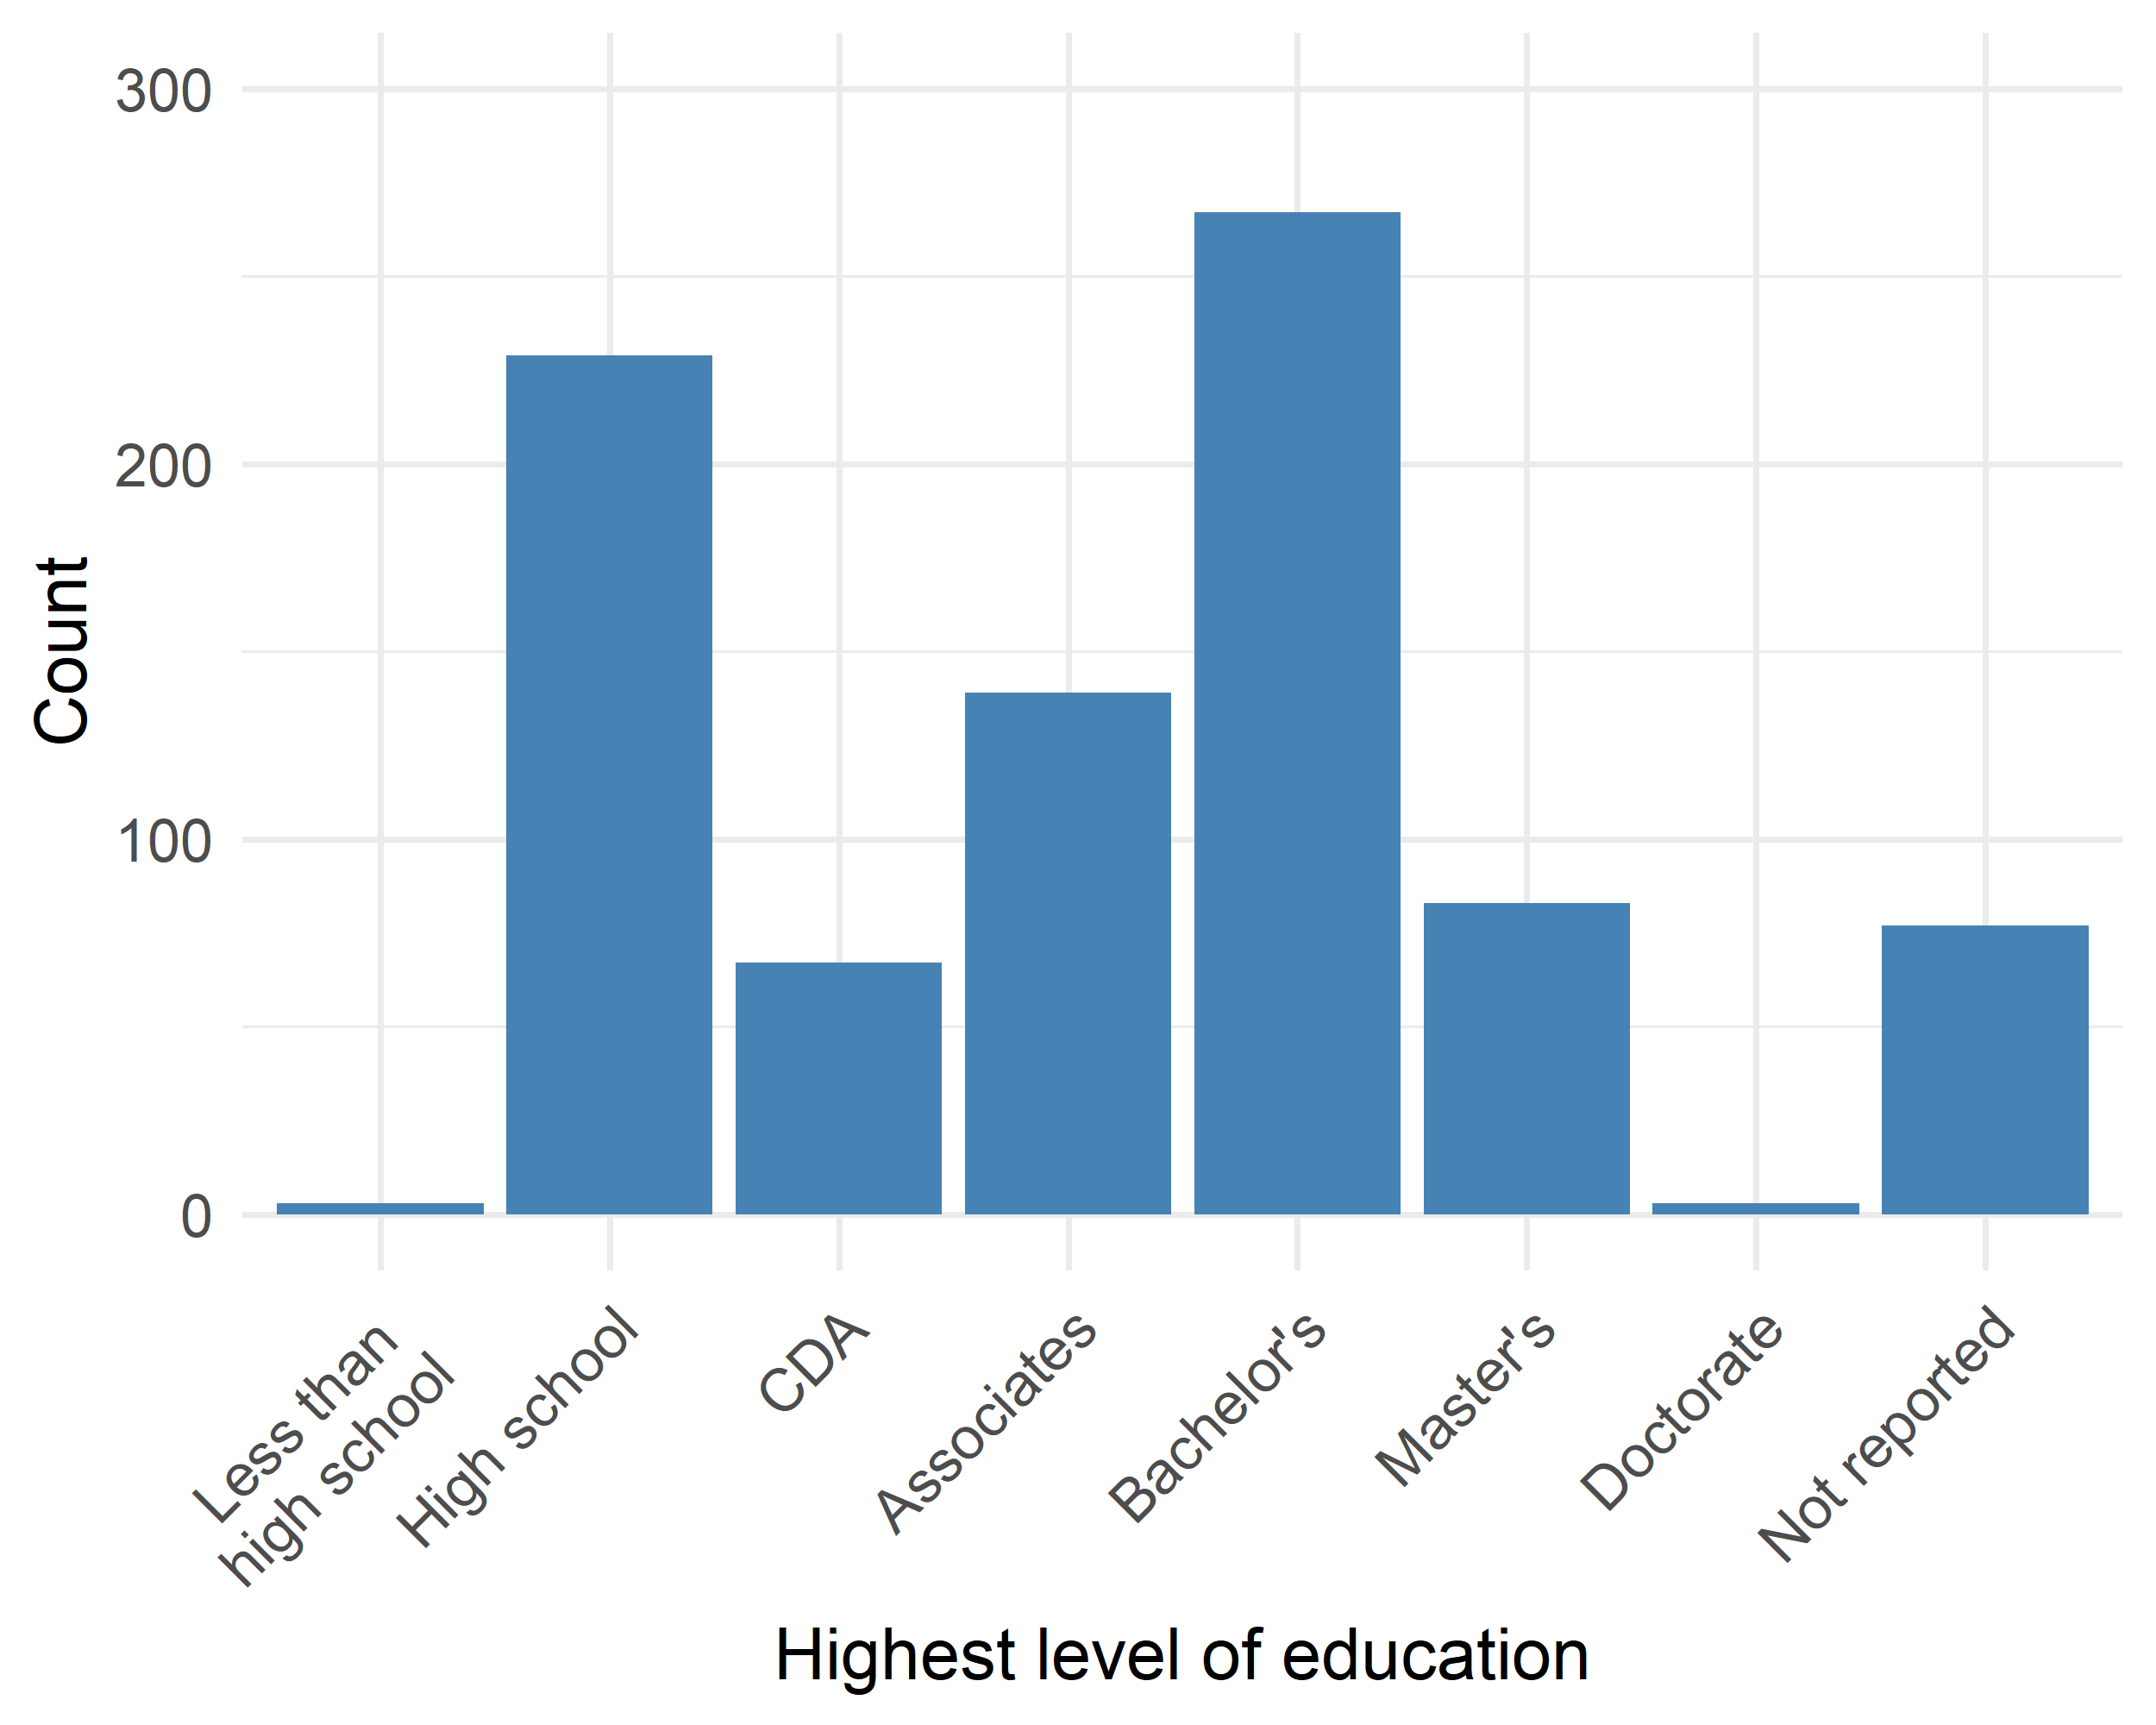 300
200
100
0
Count
Less than
high school
High school
CDA
Associates
Bachelor's
Master's
Doctorate
Not reported
Highest level of education